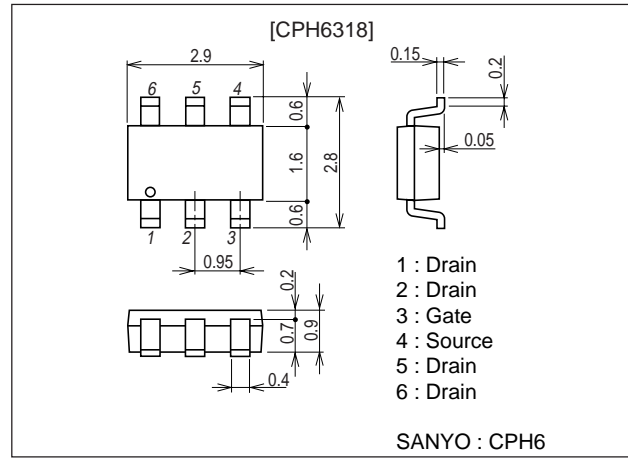 [CPH6318]
2.9
0.15
0.2
6 5 4
0.6
1.6
2.8
0.05
0.6
1 2 3
0.95
0.2
0.7
0.9
0.4
1 : Drain
2 : Drain
3 : Gate
4 : Source
5 : Drain
6 : Drain
SANYO : CPH6